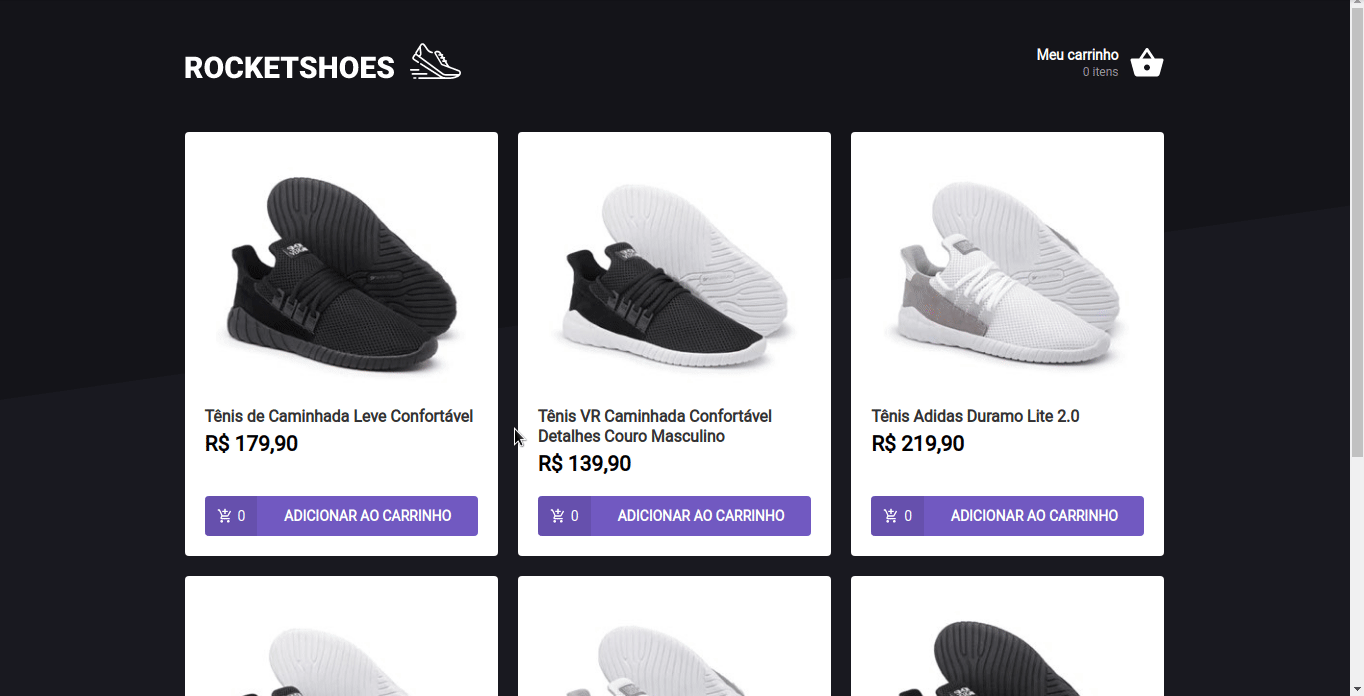 ROCKETSHOES
Meu carrinho
0 itens
Tênis de Caminhada Leve Confortável
R$ 179,90
0 ADICIONAR AO CARRINHO
Tênis VR Caminhada Confortável
Detalhes Couro Masculino
R$ 139,90
0 ADICIONAR AO CARRINHO
Tênis Adidas Duramo Lite 2.0
R$ 219,90
0 ADICIONAR AO CARRINHO